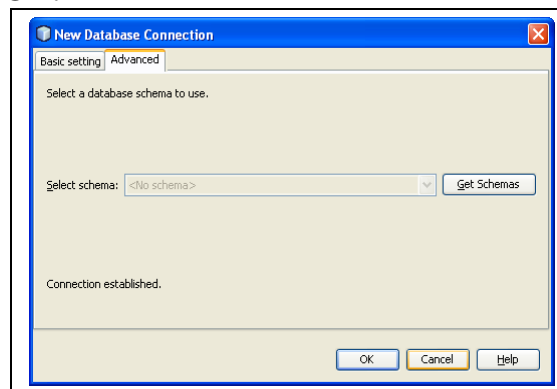 New Database Connection
Basic setting Advanced
Select a database schema to use.
Select schema: <No schema> Get Schemas
Connection established.
OK Cancel Help